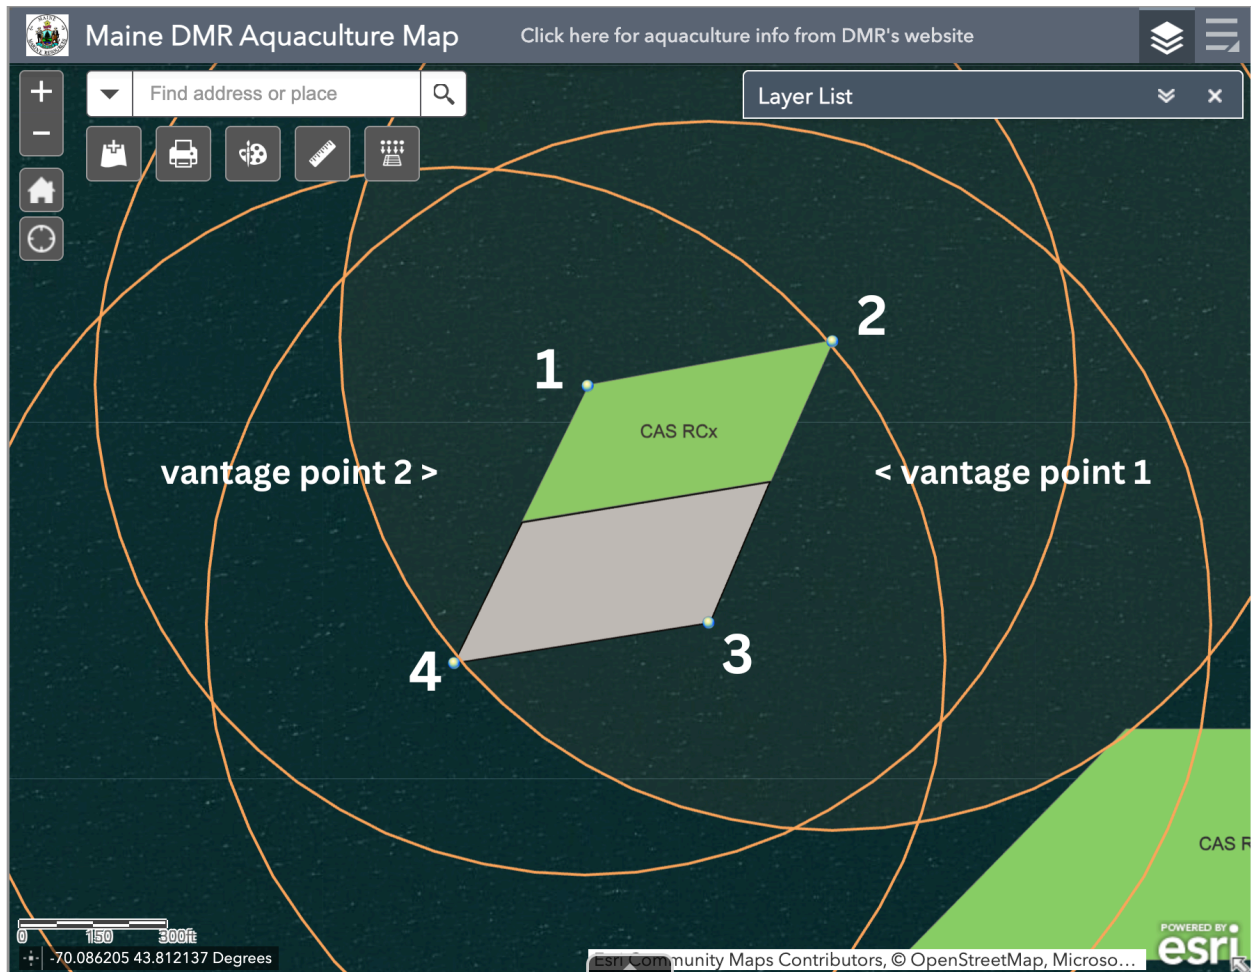 Maine DMR Aquaculture Map
Click here for aquaculture info from DMR's website
Find address or place
Layer List
2
1
CAS RCx
vantage point 2 >
< vantage point 1
3
4
CAS R
0 150 300ft
-70.086205 43.812137 Degrees
Esri Community Maps Contributors, © OpenStreetMap, Microso...
POWERED BY
esri